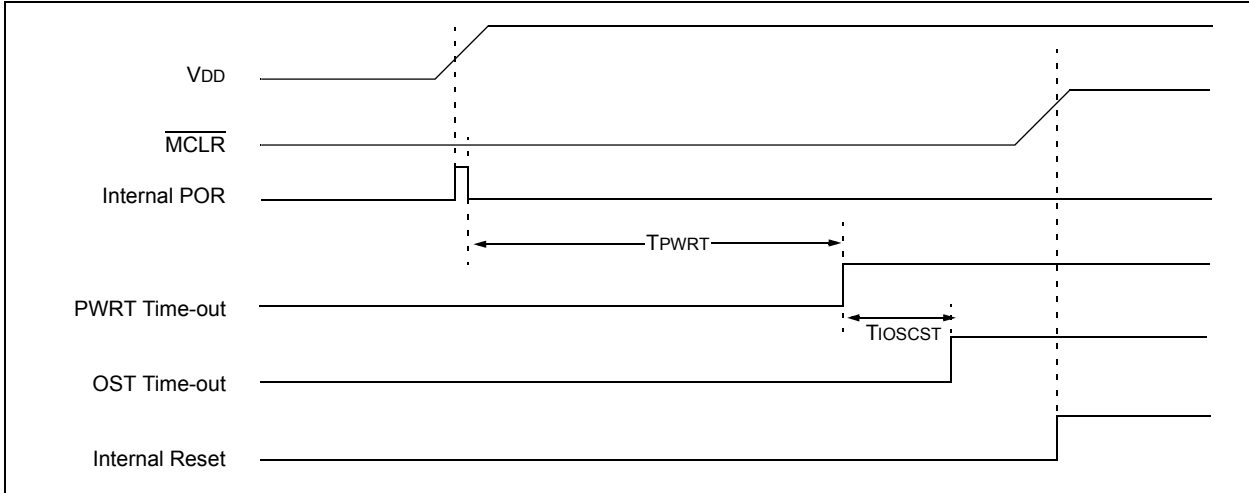 VDD
MCLR
Internal POR
TPWRT
PWRT Time-out
TIOSCST
OST Time-out
Internal Reset